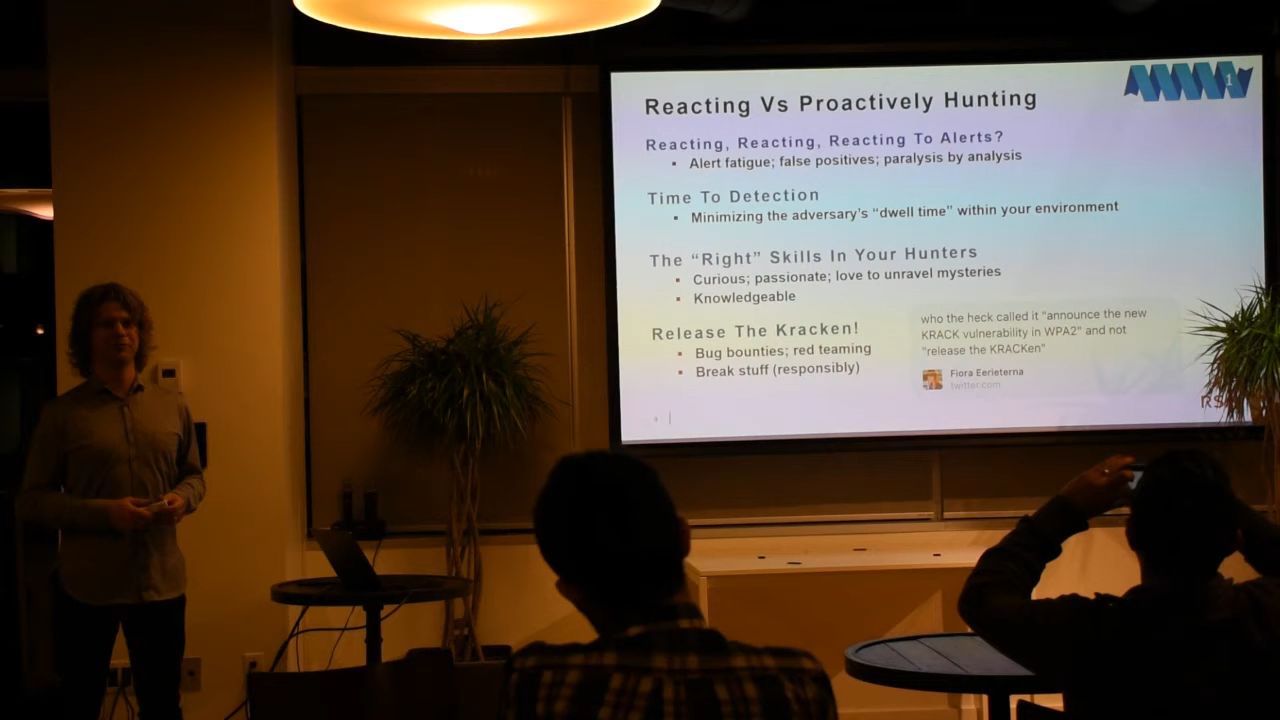 Reacting Vs Proactively Hunting
1
Reacting, Reacting, Reacting To Alerts?
▪ Alert fatigue; false positives; paralysis by analysis
Time To Detection
▪ Minimizing the adversary's “dwell time” within your environment
The “Right” Skills In Your Hunters
▪ Curious; passionate; love to unravel mysteries
▪ Knowledgeable
Release The Kracken!
▪ Bug bounties; red teaming
▪ Break stuff (responsibly)
who the heck called it "announce the new
KRACK vulnerability in WPA2" and not
"release the KRACKen"
Fiora Eerieterna
twitter.com